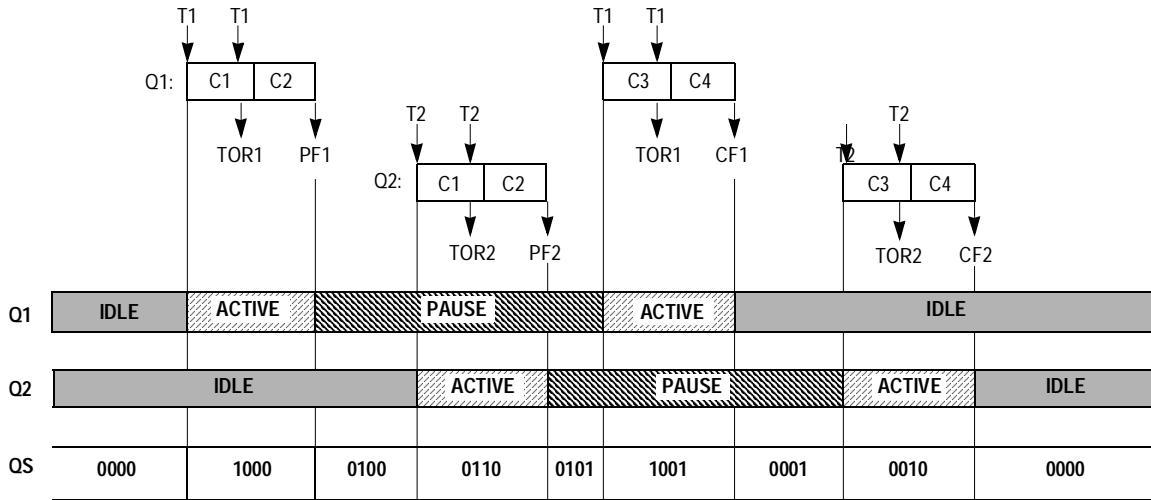 T1 T1 T1 T1
Q1: C1 C2 C3 C4
T2 T2 T2 T2
TOR1 PF1 TOR1 CF1
Q2: C1 C2 C3 C4
TOR2 PF2 TOR2 CF2
Q1 IDLE ACTIVE PAUSE ACTIVE IDLE
Q2 IDLE ACTIVE PAUSE ACTIVE IDLE
QS 0000 1000 0100 0110 0101 1001 0001 0010 0000